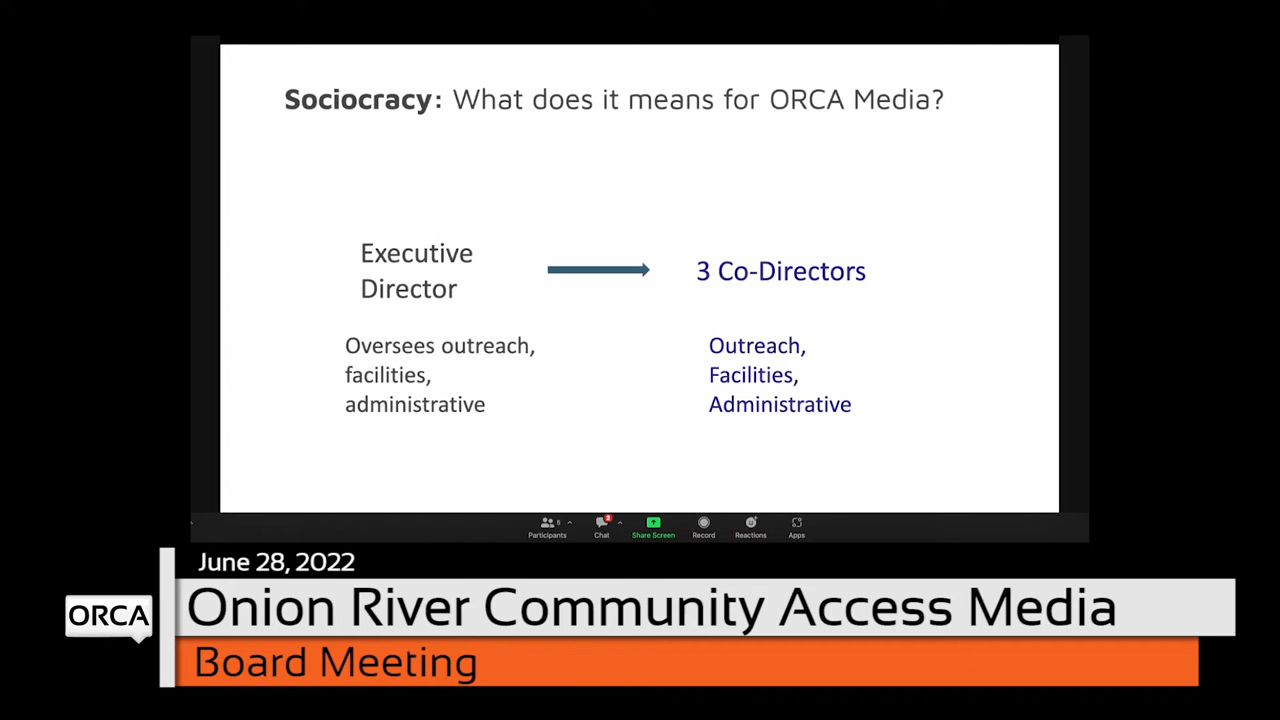 Sociocracy: What does it means for ORCA Media?
Executive
Director
3 Co-Directors
Oversees outreach,
facilities,
administrative
Outreach,
Facilities,
Administrative
Participants
Chat
Share Screen
Record
Reactions
Apps
June 28, 2022
ORCA
Onion River Community Access Media
Board Meeting